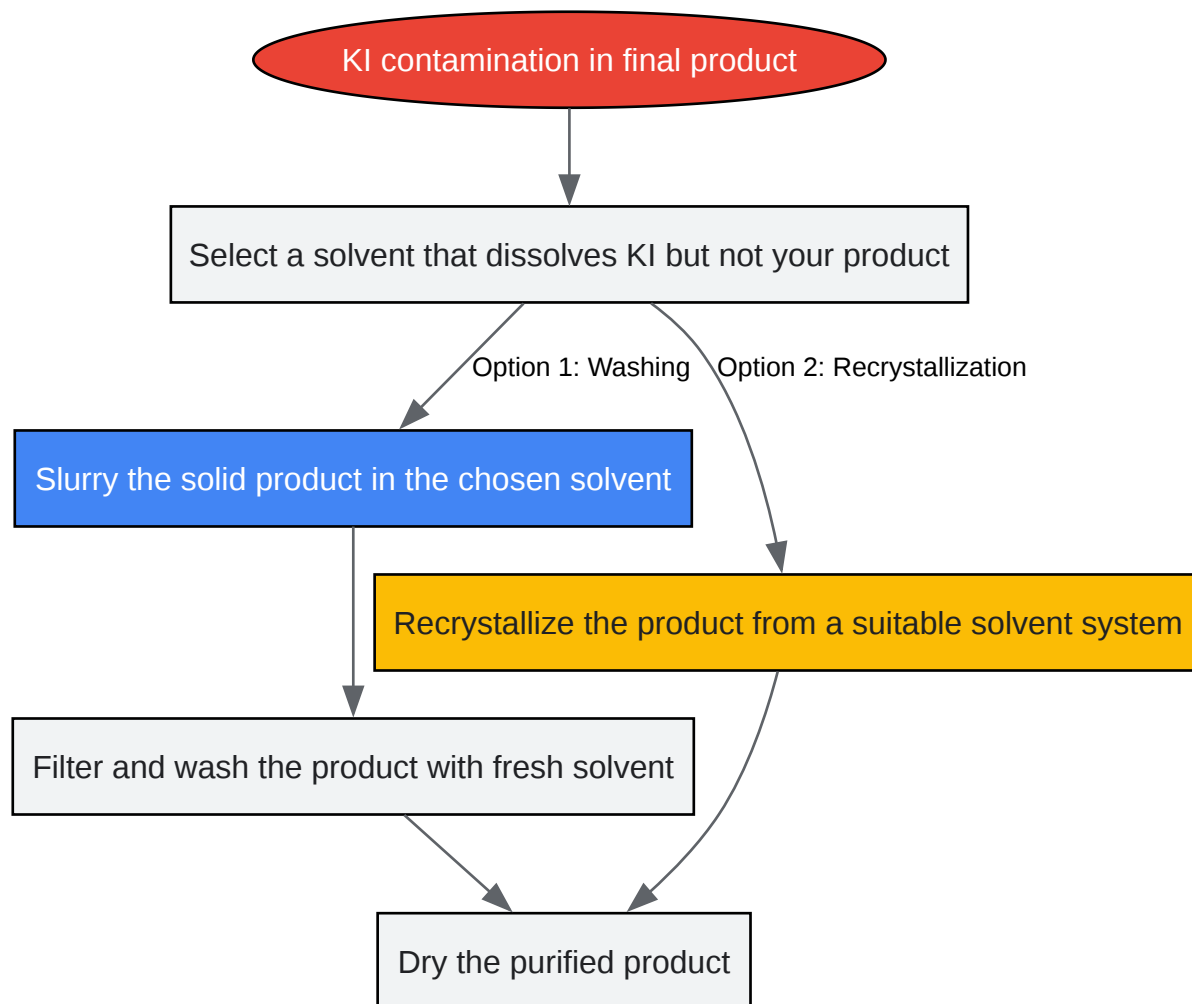 KI contamination in final product
Select a solvent that dissolves KI but not your product
Option 1: Washing
Option 2: Recrystallization
Slurry the solid product in the chosen solvent
Recrystallize the product from a suitable solvent system
Filter and wash the product with fresh solvent
Dry the purified product